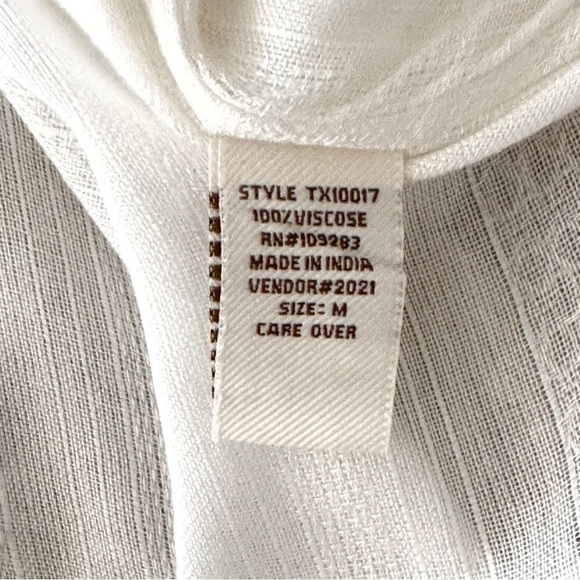 STYLE TX10017
100%VISCOSE
RN#109283
MADE IN INDIA
VENDOR#2021
SIZE: M
CARE OVER